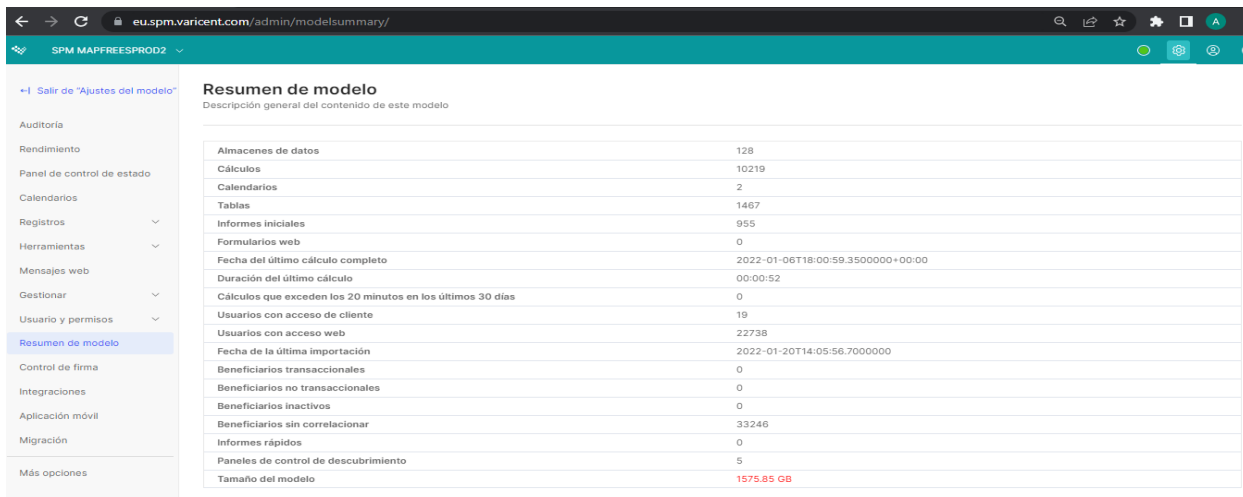 eu.spm.varicent.com/admin/modelsummary/
A
SPM MAPFREESPROD2
Salir de "Ajustes del modelo"
Auditoría
Rendimiento
Panel de control de estado
Calendarios
Registros
Herramientas
Mensajes web
Gestionar
Usuario y permisos
Resumen de modelo
Control de firma
Integraciones
Aplicación móvil
Migración
Más opciones
Resumen de modelo
Descripción general del contenido de este modelo
Almacenes de datos 128
Cálculos 10219
Calendarios 2
Tablas 1467
Informes iniciales 955
Formularios web 0
Fecha del último cálculo completo 2022-01-06T18:00:59.3500000+00:00
Duración del último cálculo 00:00:52
Cálculos que exceden los 20 minutos en los últimos 30 días 0
Usuarios con acceso de cliente 19
Usuarios con acceso web 22738
Fecha de la última importación 2022-01-20T14:05:56.7000000
Beneficiarios transaccionales 0
Beneficiarios no transaccionales 0
Beneficiarios inactivos 0
Beneficiarios sin correlacionar 33246
Informes rápidos 0
Paneles de control de descubrimiento 5
Tamaño del modelo 1575.85 GB